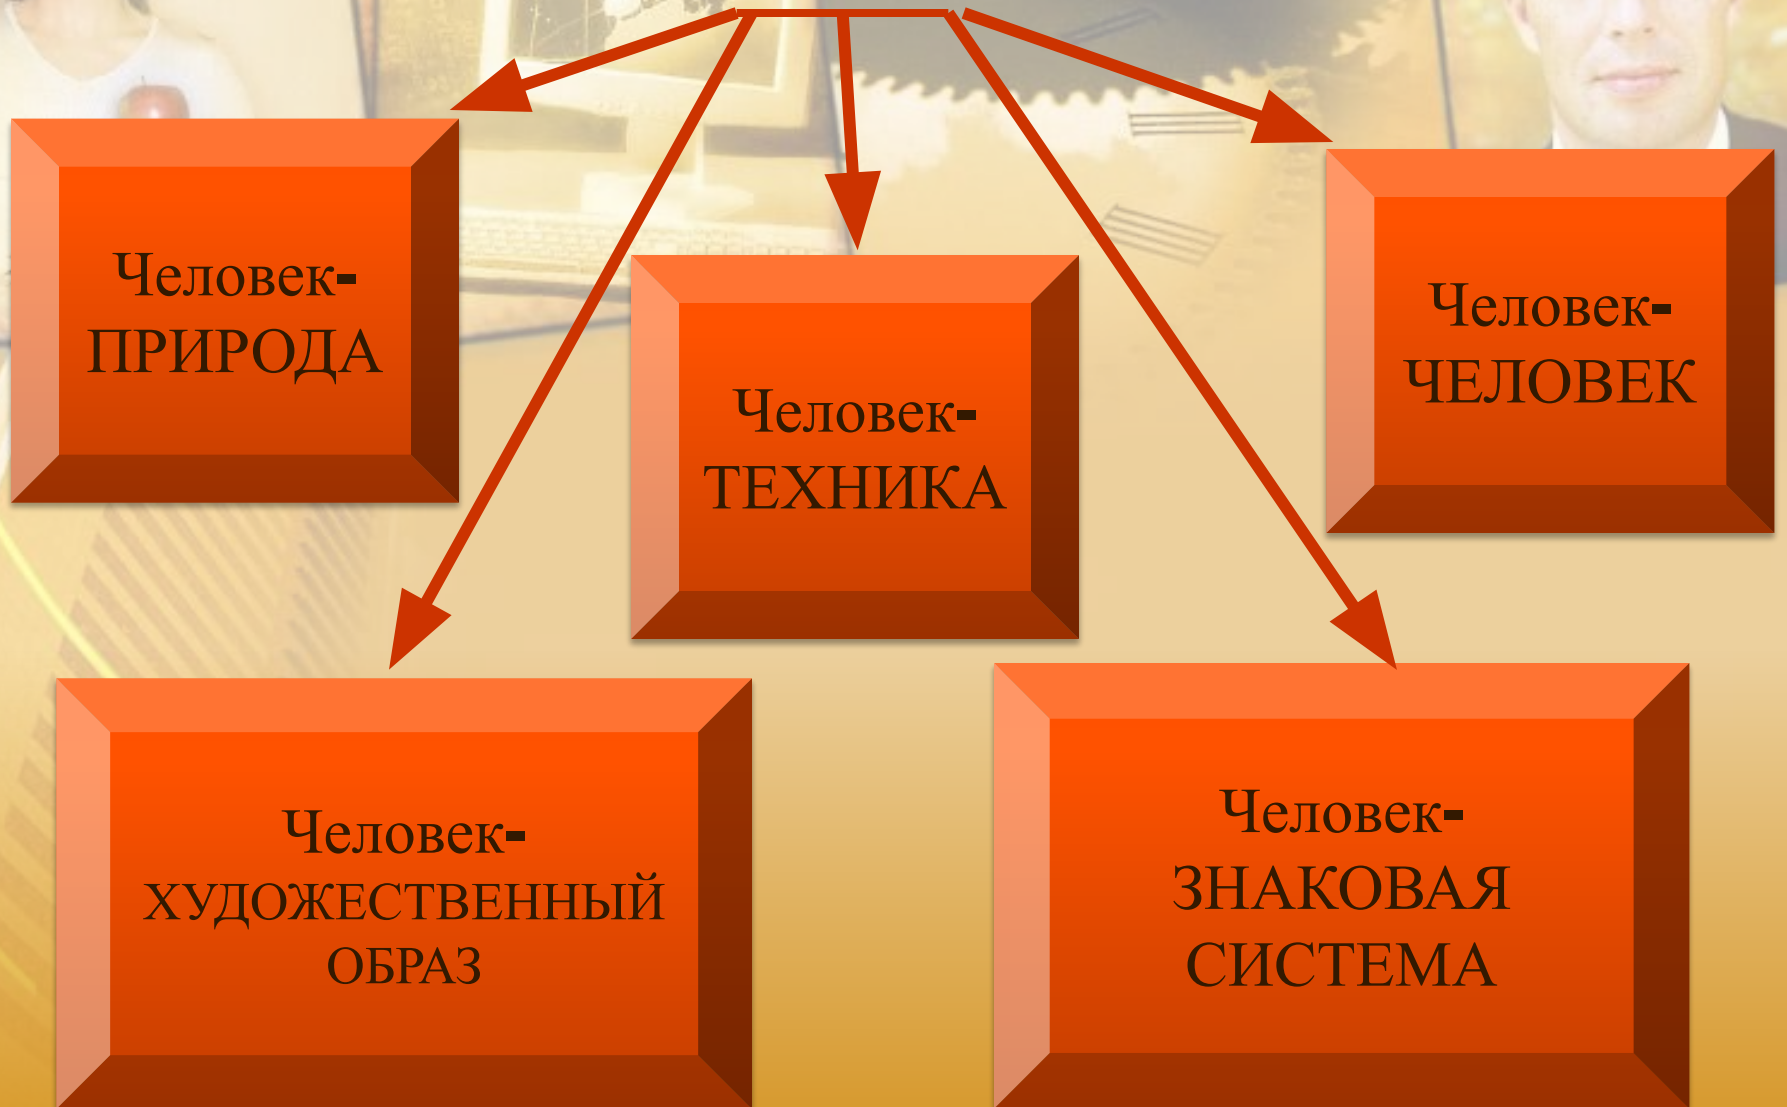 Человек-
ПРИРОДА
Человек-
ТЕХНИКА
Человек-
ЧЕЛОВЕК
Человек-
ХУДОЖЕСТВЕННЫЙ
ОБРАЗ
Человек-
ЗНАКОВАЯ
СИСТЕМА